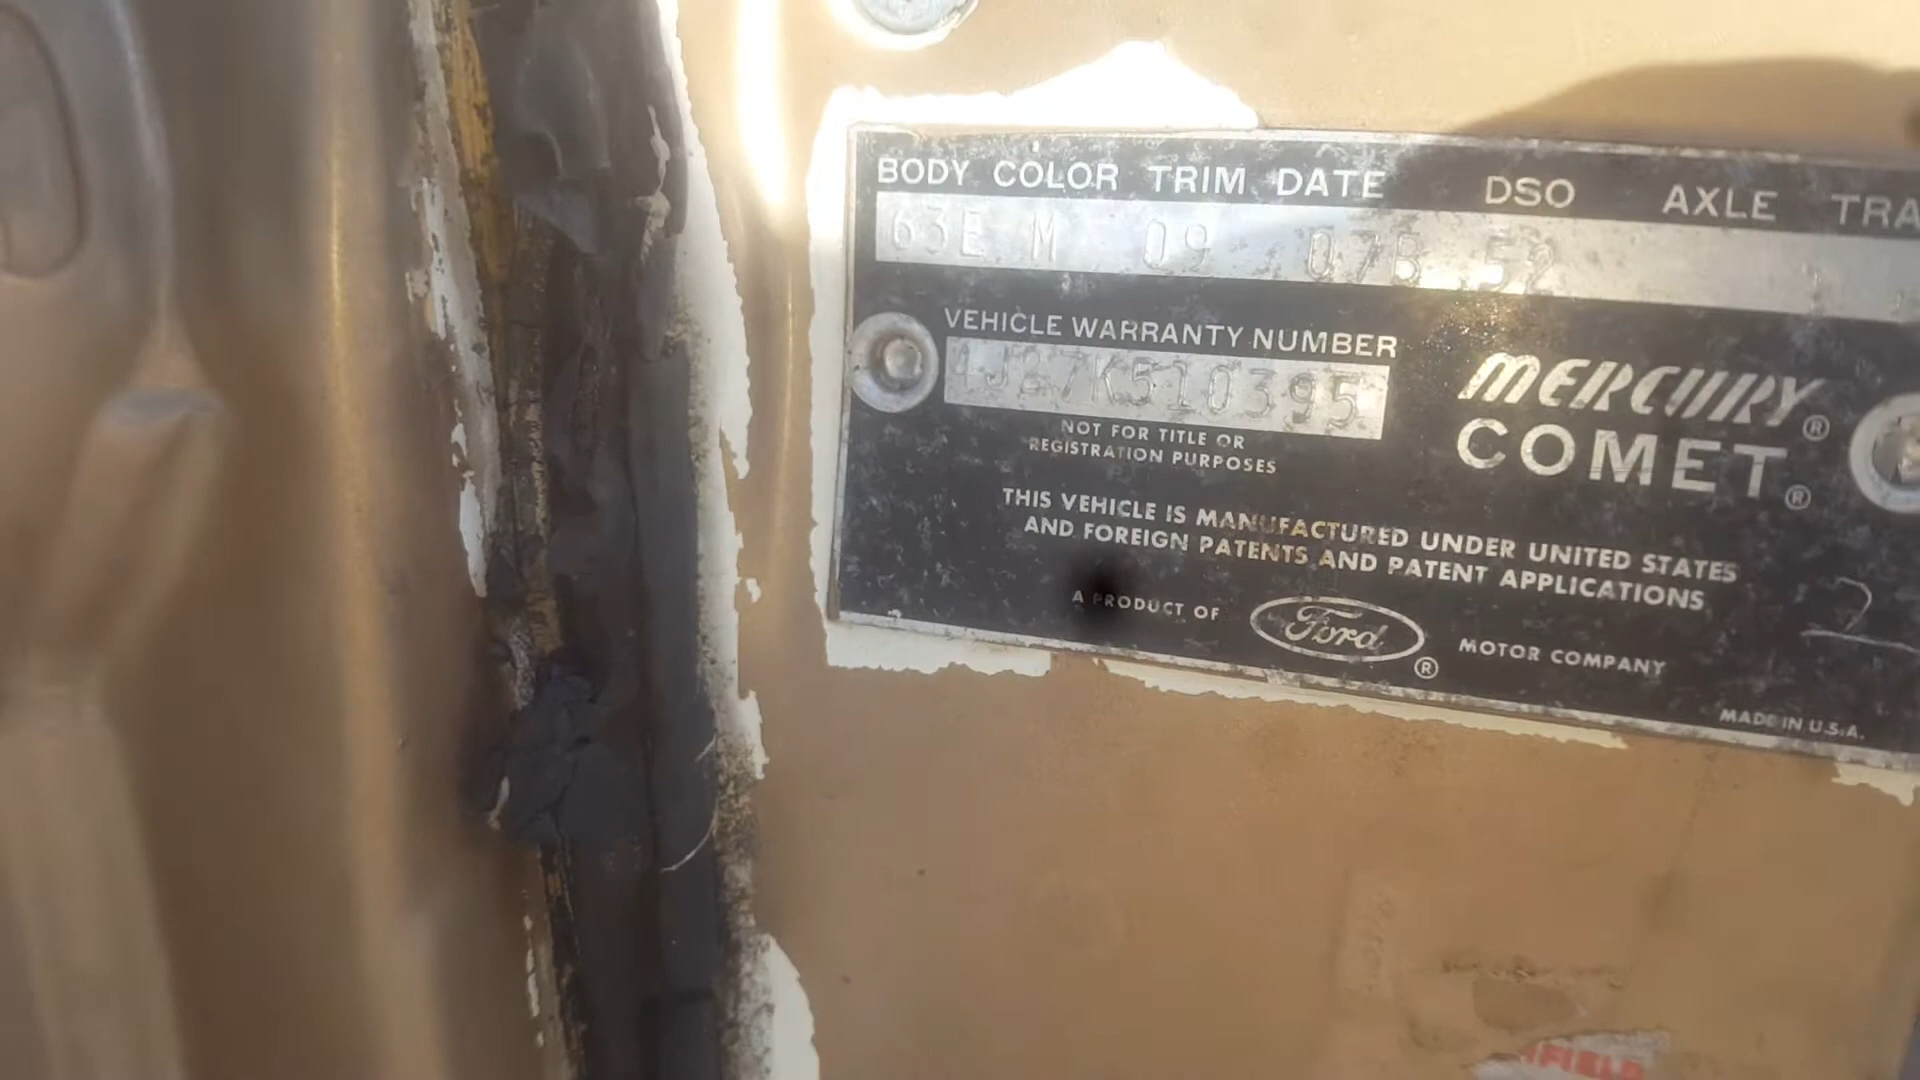 BODY COLOR TRIM DATE DSO AXLE TRA
63E M 09 07B 52
VEHICLE WARRANTY NUMBER
4J27K510395
NOT FOR TITLE OR
REGISTRATION PURPOSES
MERCURY®
COMET®
THIS VEHICLE IS MANUFACTURED UNDER UNITED STATES
AND FOREIGN PATENTS AND PATENT APPLICATIONS
A PRODUCT OF Ford® MOTOR COMPANY
2
MADE IN U.S.A.